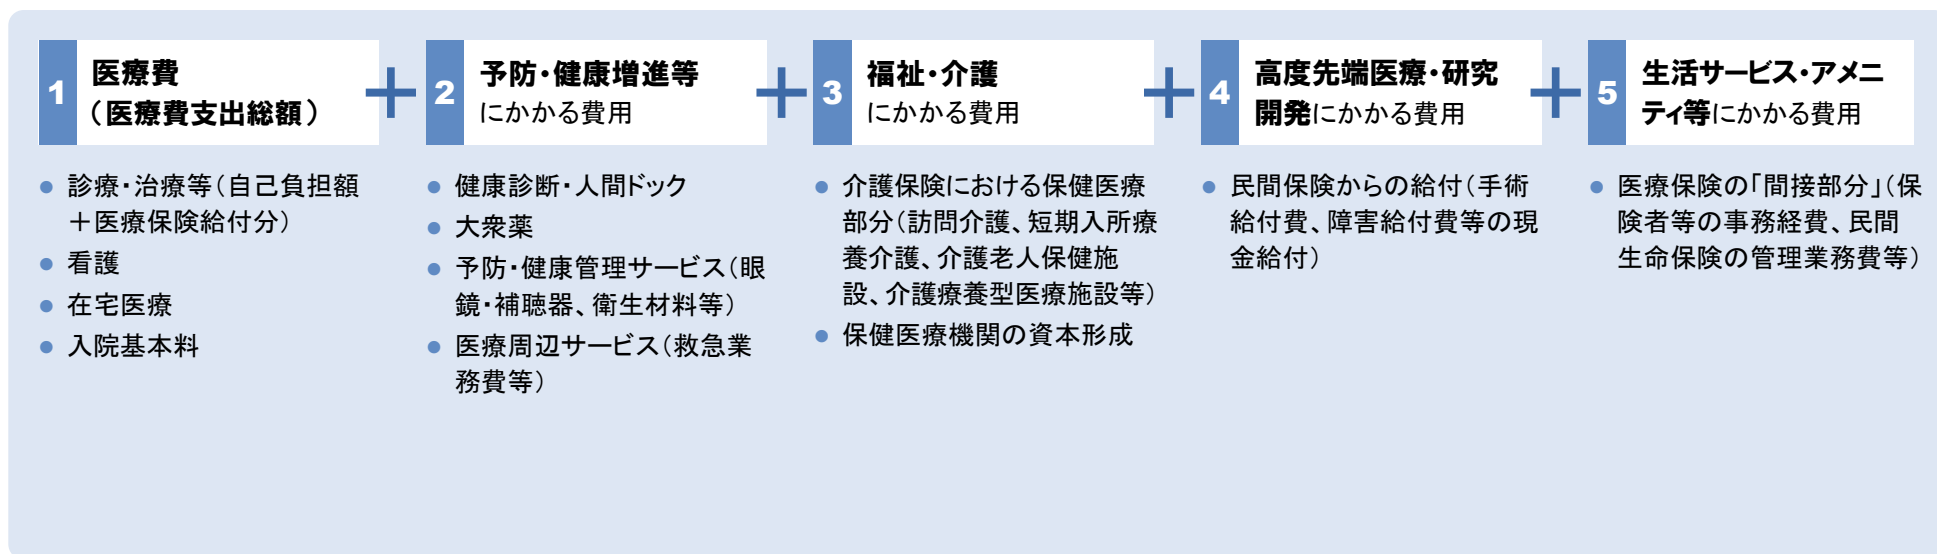 1
医療費
（医療費支出総額）
● 診療・治療等（自己負担額
＋医療保険給付分）
● 看護
● 在宅医療
● 入院基本料
＋
2
予防・健康増進等
にかかる費用
● 健康診断・人間ドック
● 大衆薬
● 予防・健康管理サービス（眼
鏡・補聴器、衛生材料等）
● 医療周辺サービス（救急業
務費等）
＋
3
福祉・介護
にかかる費用
● 介護保険における保健医療
部分（訪問介護、短期入所療
養介護、介護老人保健施
設、介護療養型医療施設等）
● 保健医療機関の資本形成
＋
4
高度先端医療・研究
開発にかかる費用
● 民間保険からの給付（手術
給付費、障害給付費等の現
金給付）
＋
5
生活サービス・アメニ
ティ等にかかる費用
● 医療保険の「間接部分」（保
険者等の事務経費、民間
生命保険の管理業務費等）